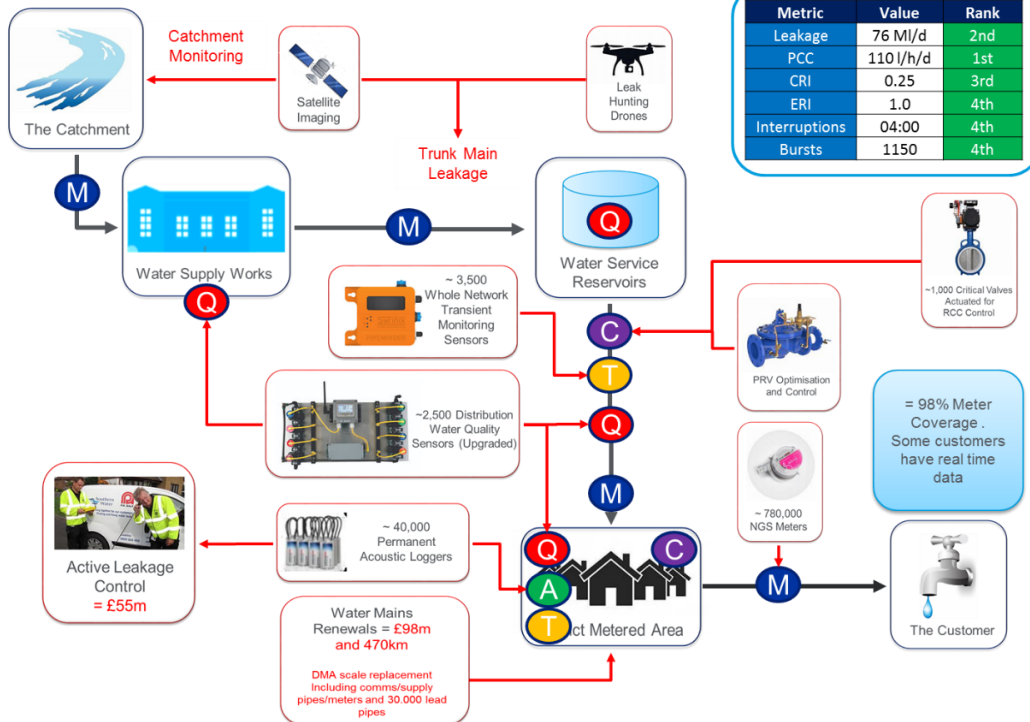 Metric Value Rank
Leakage 76 Ml/d 2nd
PCC 110 l/h/d 1st
CRI 0.25 3rd
ERI 1.0 4th
Interruptions 04:00 4th
Bursts 1150 4th
Catchment
Monitoring
The Catchment
Satellite
Imaging
Leak
Hunting
Drones
Trunk Main
Leakage
M
M
Q
Water Supply Works
Q
Water Service
Reservoirs
~1,000 Critical Valves
Actuated for
RCC Control
~ 3,500
Whole Network
Transient
Monitoring
Sensors
C
T
PRV Optimisation
and Control
~2,500 Distribution
Water Quality
Sensors (Upgraded)
Q
= 98% Meter
Coverage .
Some customers
have real time
data
M
~ 780,000
NGS Meters
Active Leakage
Control
= £55m
~ 40,000
Permanent
Acoustic Loggers
Q
C
A
T
ct Metered Area
M
The Customer
Water Mains
Renewals = £98m
and 470km
DMA scale replacement
Including comms/supply
pipes/meters and 30.000 lead
pipes